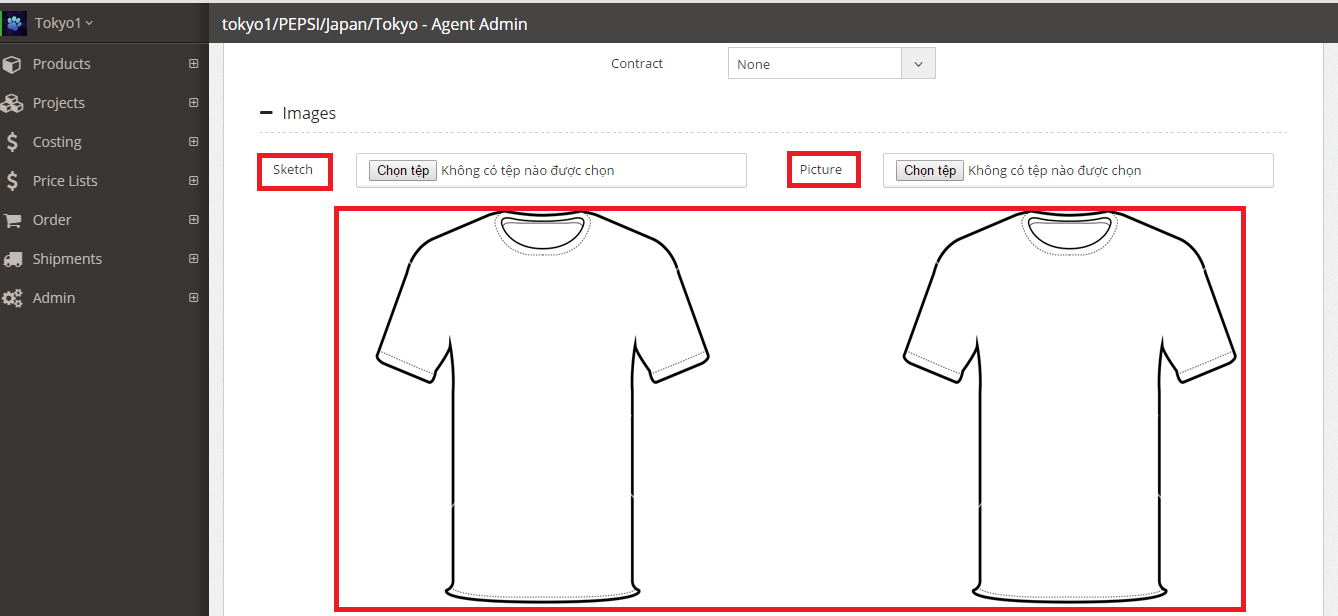 Tokyo1
tokyo1/PEPSI/Japan/Tokyo - Agent Admin
Products
Projects
Costing
Price Lists
Order
Shipments
Admin
Contract
None
Images
Sketch
Chọn tệp Không có tệp nào được chọn
Picture
Chọn tệp Không có tệp nào được chọn